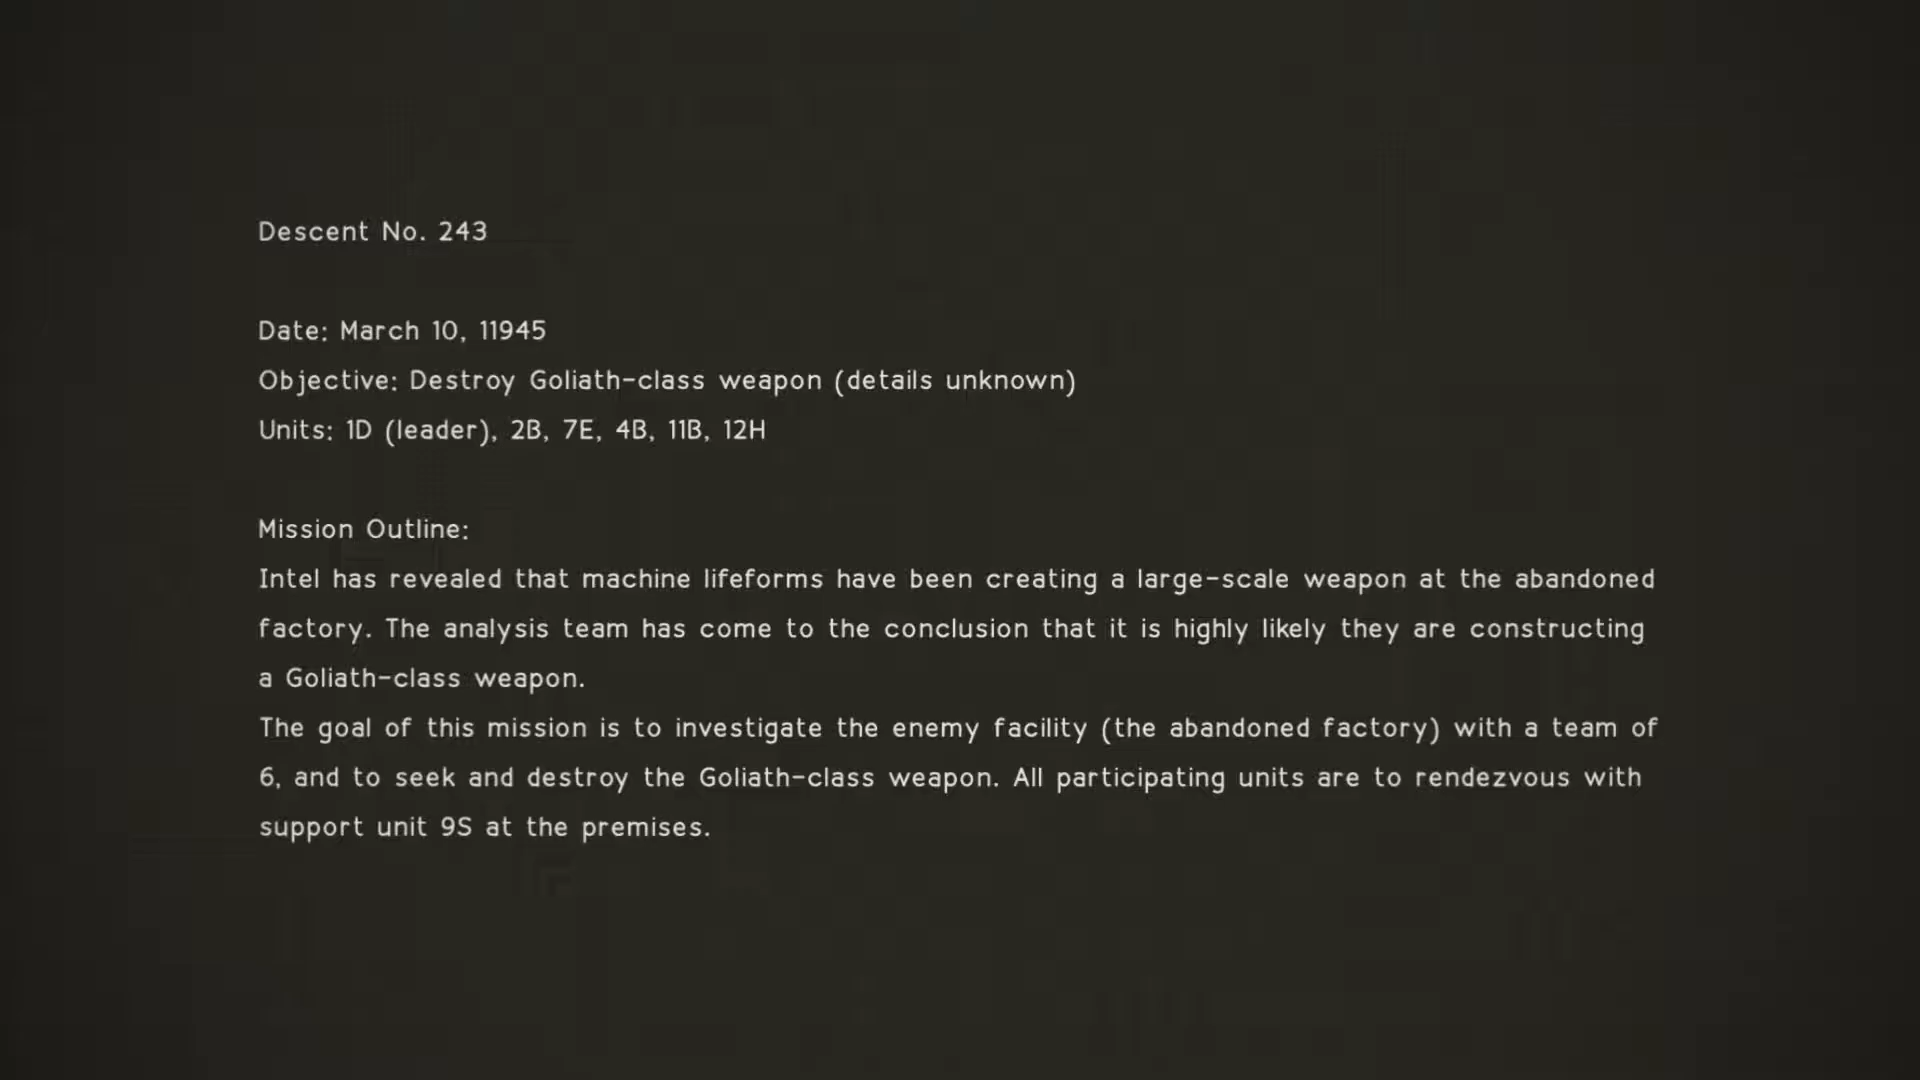 Descent No. 243
Date: March 10, 11945
Objective: Destroy Goliath-class weapon (details unknown)
Units: 1D (leader), 2B, 7E, 4B, 11B, 12H
Mission Outline:
Intel has revealed that machine lifeforms have been creating a large-scale weapon at the abandoned
factory. The analysis team has come to the conclusion that it is highly likely they are constructing
a Goliath-class weapon.
The goal of this mission is to investigate the enemy facility (the abandoned factory) with a team of
6, and to seek and destroy the Goliath-class weapon. All participating units are to rendezvous with
support unit 9S at the premises.